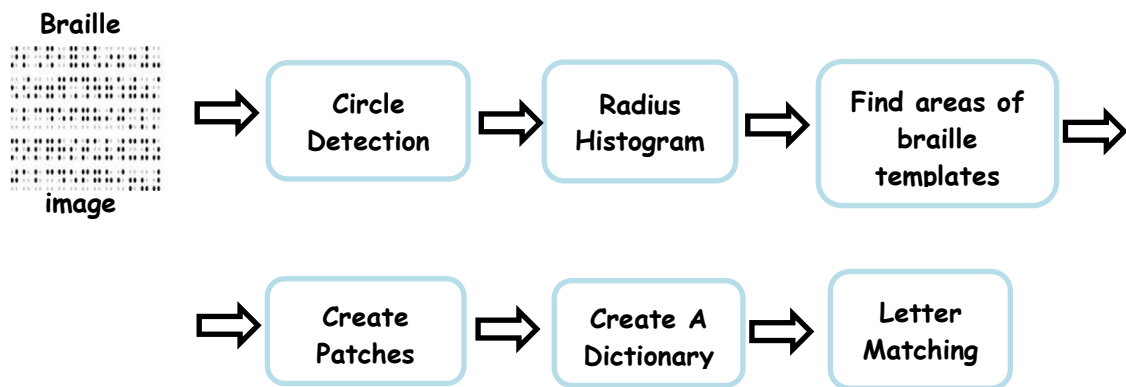 Braille
image
Circle
Detection
Radius
Histogram
Find areas of
braille
templates
Create
Patches
Create A
Dictionary
Letter
Matching